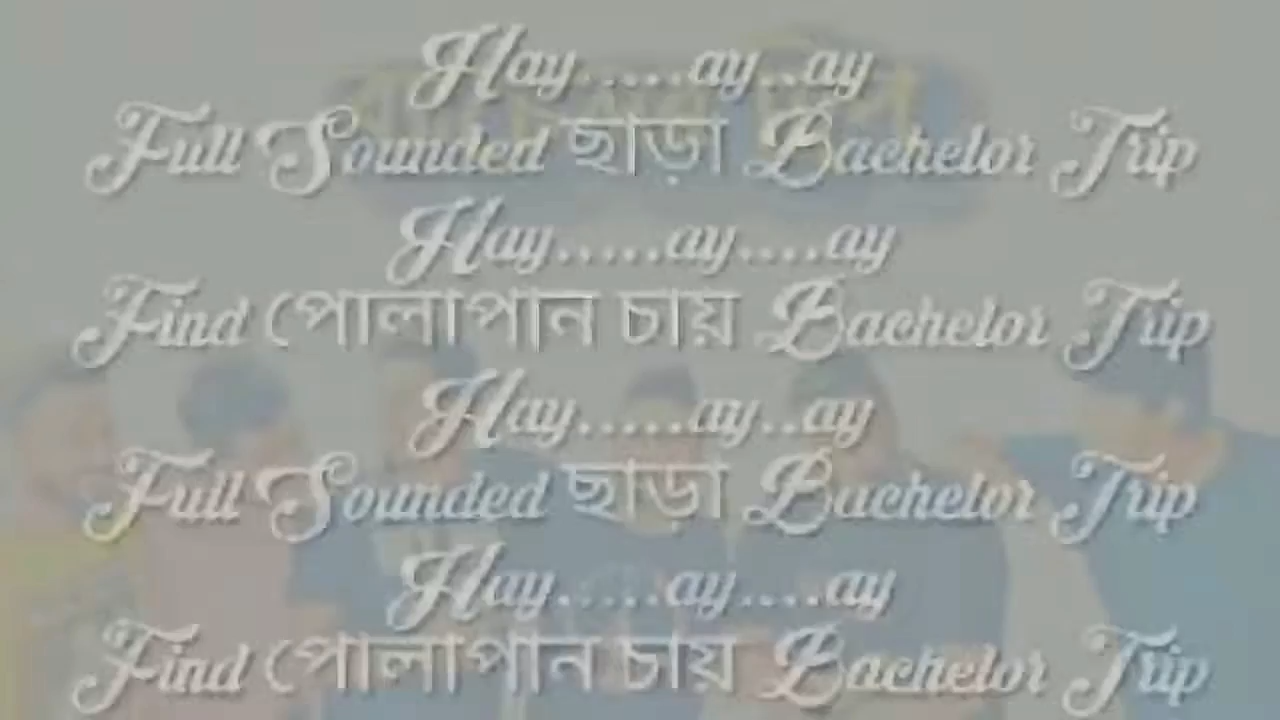 Hay.....ay..ay
Full Sounded ছাড়া Bachelor Trip
Hay.....ay....ay
Find পোলাপান চায় Bachelor Trip
Hay.....ay..ay
Full Sounded ছাড়া Bachelor Trip
Hay.....ay....ay
Find পোলাপান চায় Bachelor Trip